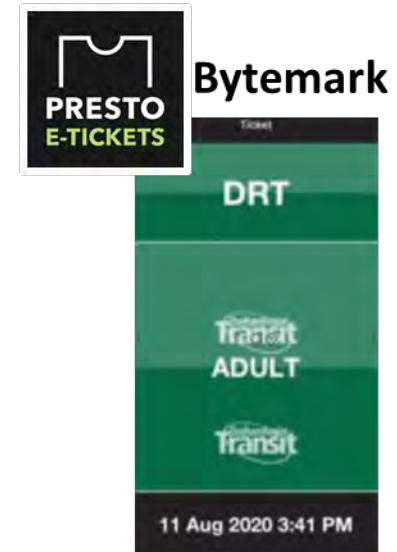 PRESTO
E-TICKETS
Bytemark
Ticket
DRT
Transit
ADULT
Transit
11 Aug 2020 3:41 PM